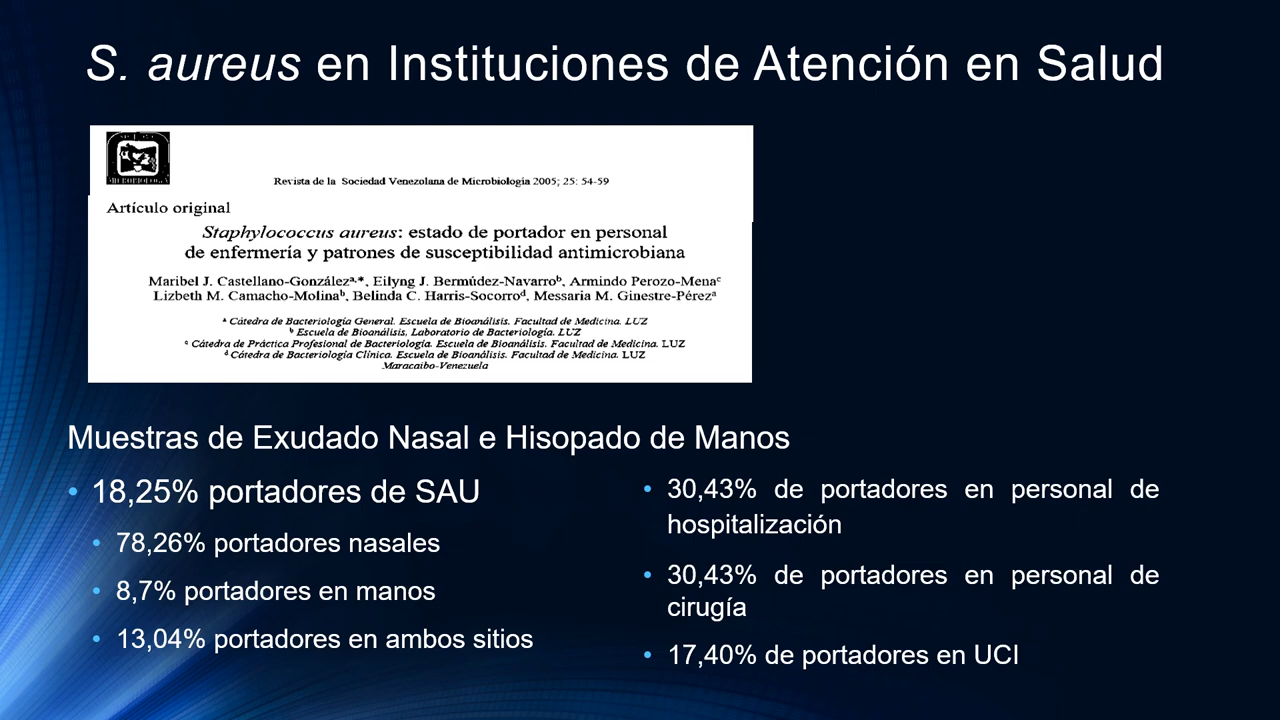 S. aureus en Instituciones de Atención en Salud
Revista de la Sociedad Venezolana de Microbiología 2005; 25: 54-59
Artículo original
Staphylococcus aureus: estado de portador en personal
de enfermería y patrones de susceptibilidad antimicrobiana
Maribel J. Castellano-González^a,*, Eilyng J. Bermúdez-Navarro^b, Armindo Perozo-Mena^c
Lizbeth M. Camacho-Molina^b, Belinda C. Harris-Socorro^d, Messaria M. Ginestre-Pérez^a
^a Cátedra de Bacteriología General. Escuela de Bioanálisis. Facultad de Medicina. LUZ
^b Escuela de Bioanálisis. Laboratorio de Bacteriología. LUZ
^c Cátedra de Práctica Profesional de Bacteriología. Escuela de Bioanálisis. Facultad de Medicina. LUZ
^d Cátedra de Bacteriología Clínica. Escuela de Bioanálisis. Facultad de Medicina. LUZ
Maracaibo-Venezuela
Muestras de Exudado Nasal e Hisopado de Manos
• 18,25% portadores de SAU
• 78,26% portadores nasales
• 8,7% portadores en manos
• 13,04% portadores en ambos sitios
• 30,43% de portadores en personal de
hospitalización
• 30,43% de portadores en personal de
cirugía
• 17,40% de portadores en UCI